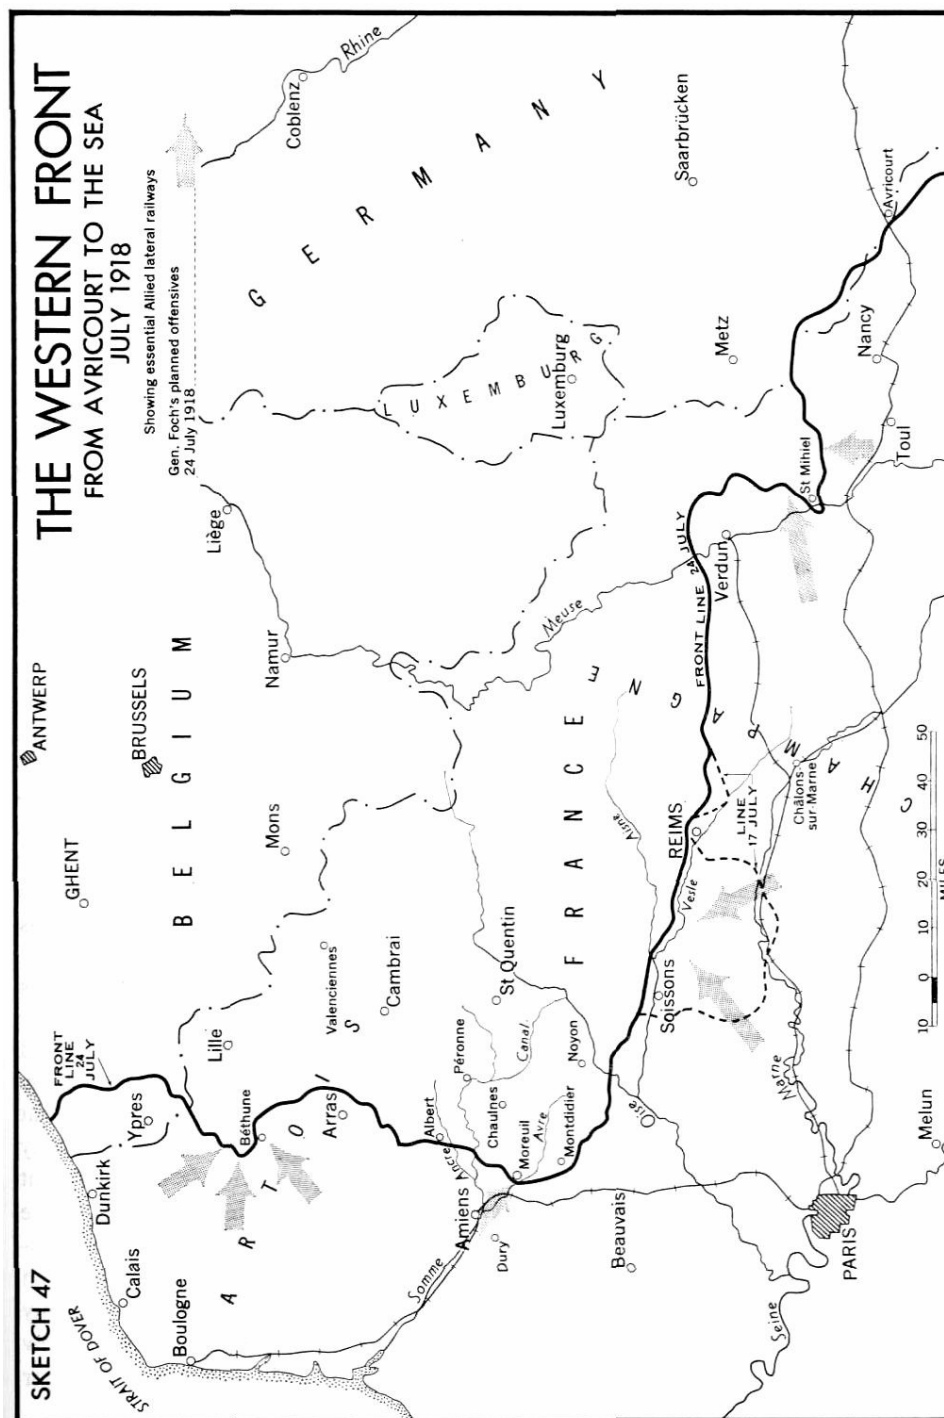 SKETCH 47
THE WESTERN FRONT
FROM AVRICOURT TO THE SEA
JULY 1918
Showing essential Allied lateral railways
Gen. Foch's planned offensives
24 July 1918
STRAIT OF DOVER
Boulogne
Calais
Dunkirk
FRONT
LINE
24
JULY
Ypres
GHENT
ANTWERP
BRUSSELS
BELGIUM
Lille
Béthune
ARTOIS
Arras
Valenciennes
Cambrai
Mons
Namur
Liège
Coblenz
Rhine
GERMANY
LUXEMBURG
Luxemburg
Somme
Amiens
Dury
Ancre
Albert
Péronne
Chaulnes
Moreuil
Avre
Montdidier
Canal
St Quentin
Noyon
Beauvais
Oise
FRANCE
Aisne
Meuse
Soissons
Vesle
REIMS
LINE
17 JULY
FRONT LINE 24 JULY
Verdun
St Mihiel
Metz
Saarbrücken
CHAMPAGNE
Châlons-
sur-Marne
Marne
Seine
PARIS
Melun
Toul
Nancy
Avricourt
10 0 10 20 30 40 50
MILES